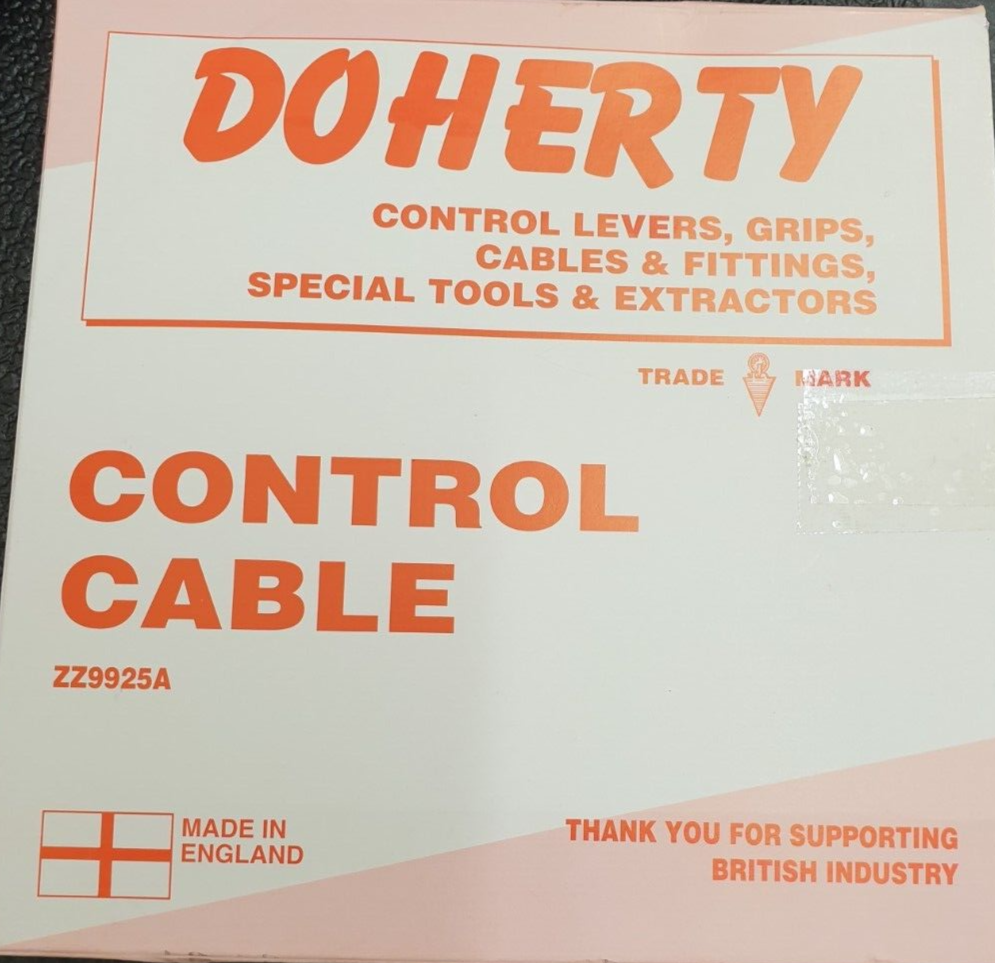 DOHERTY
CONTROL LEVERS, GRIPS,
CABLES & FITTINGS,
SPECIAL TOOLS & EXTRACTORS
TRADE MARK
CONTROL
CABLE
ZZ9925A
MADE IN
ENGLAND
THANK YOU FOR SUPPORTING
BRITISH INDUSTRY